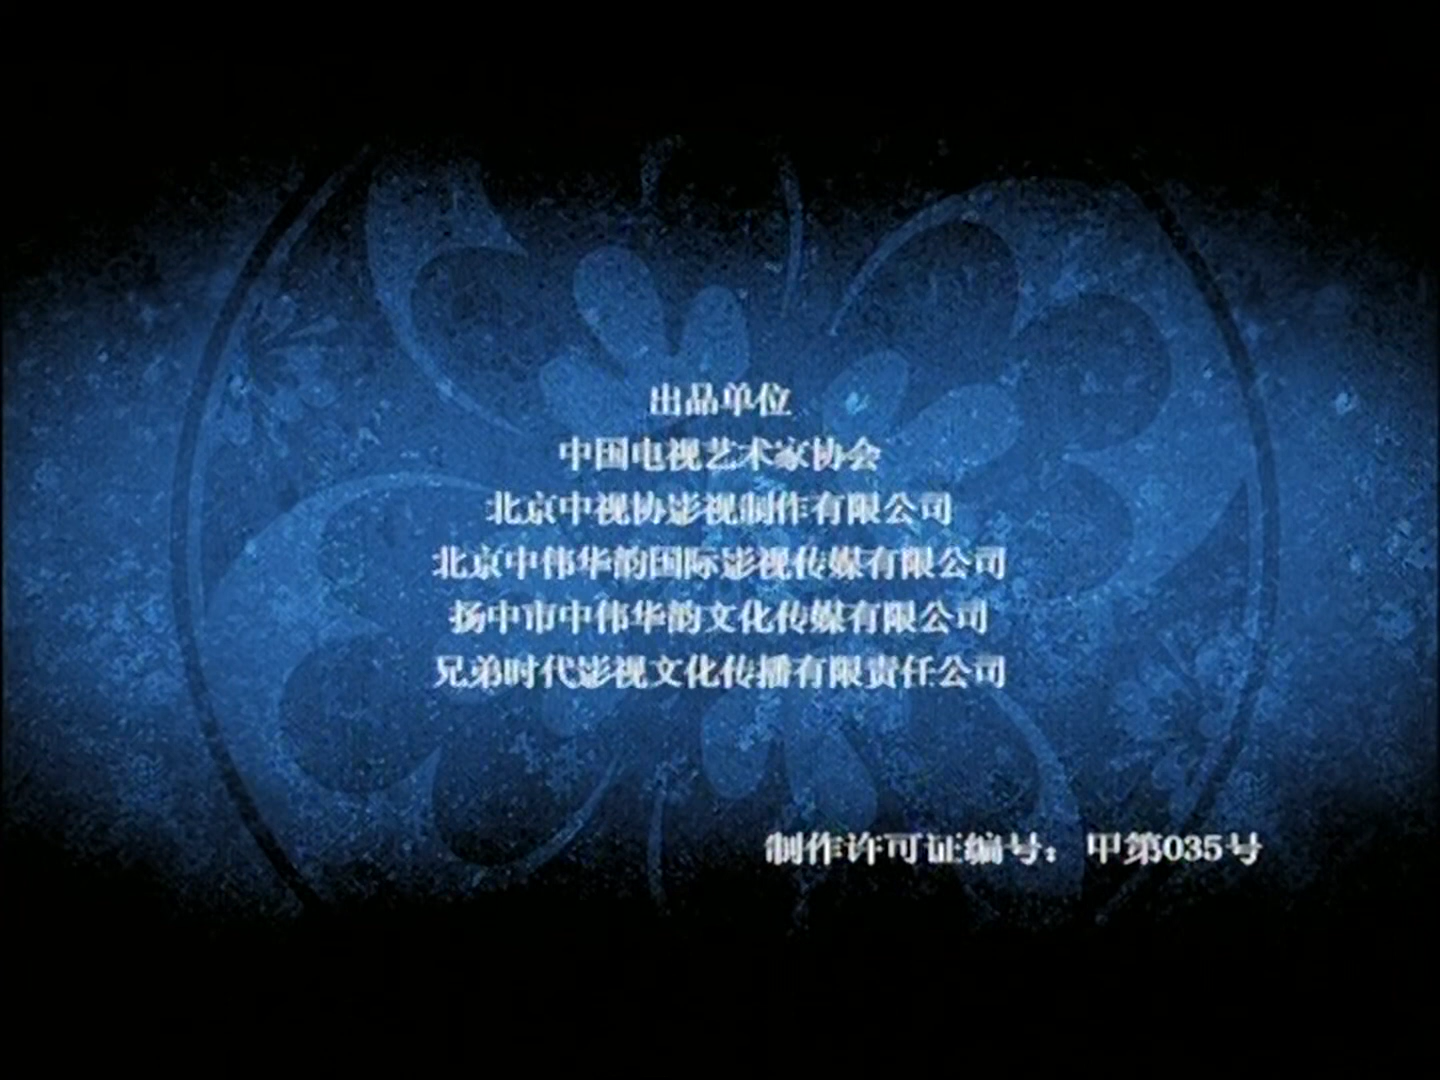 出品单位
中国电视艺术家协会
北京中视协影视制作有限公司
北京中伟华韵国际影视传媒有限公司
扬中市中伟华韵文化传媒有限公司
兄弟时代影视文化传播有限责任公司
制作许可证编号：甲第035号